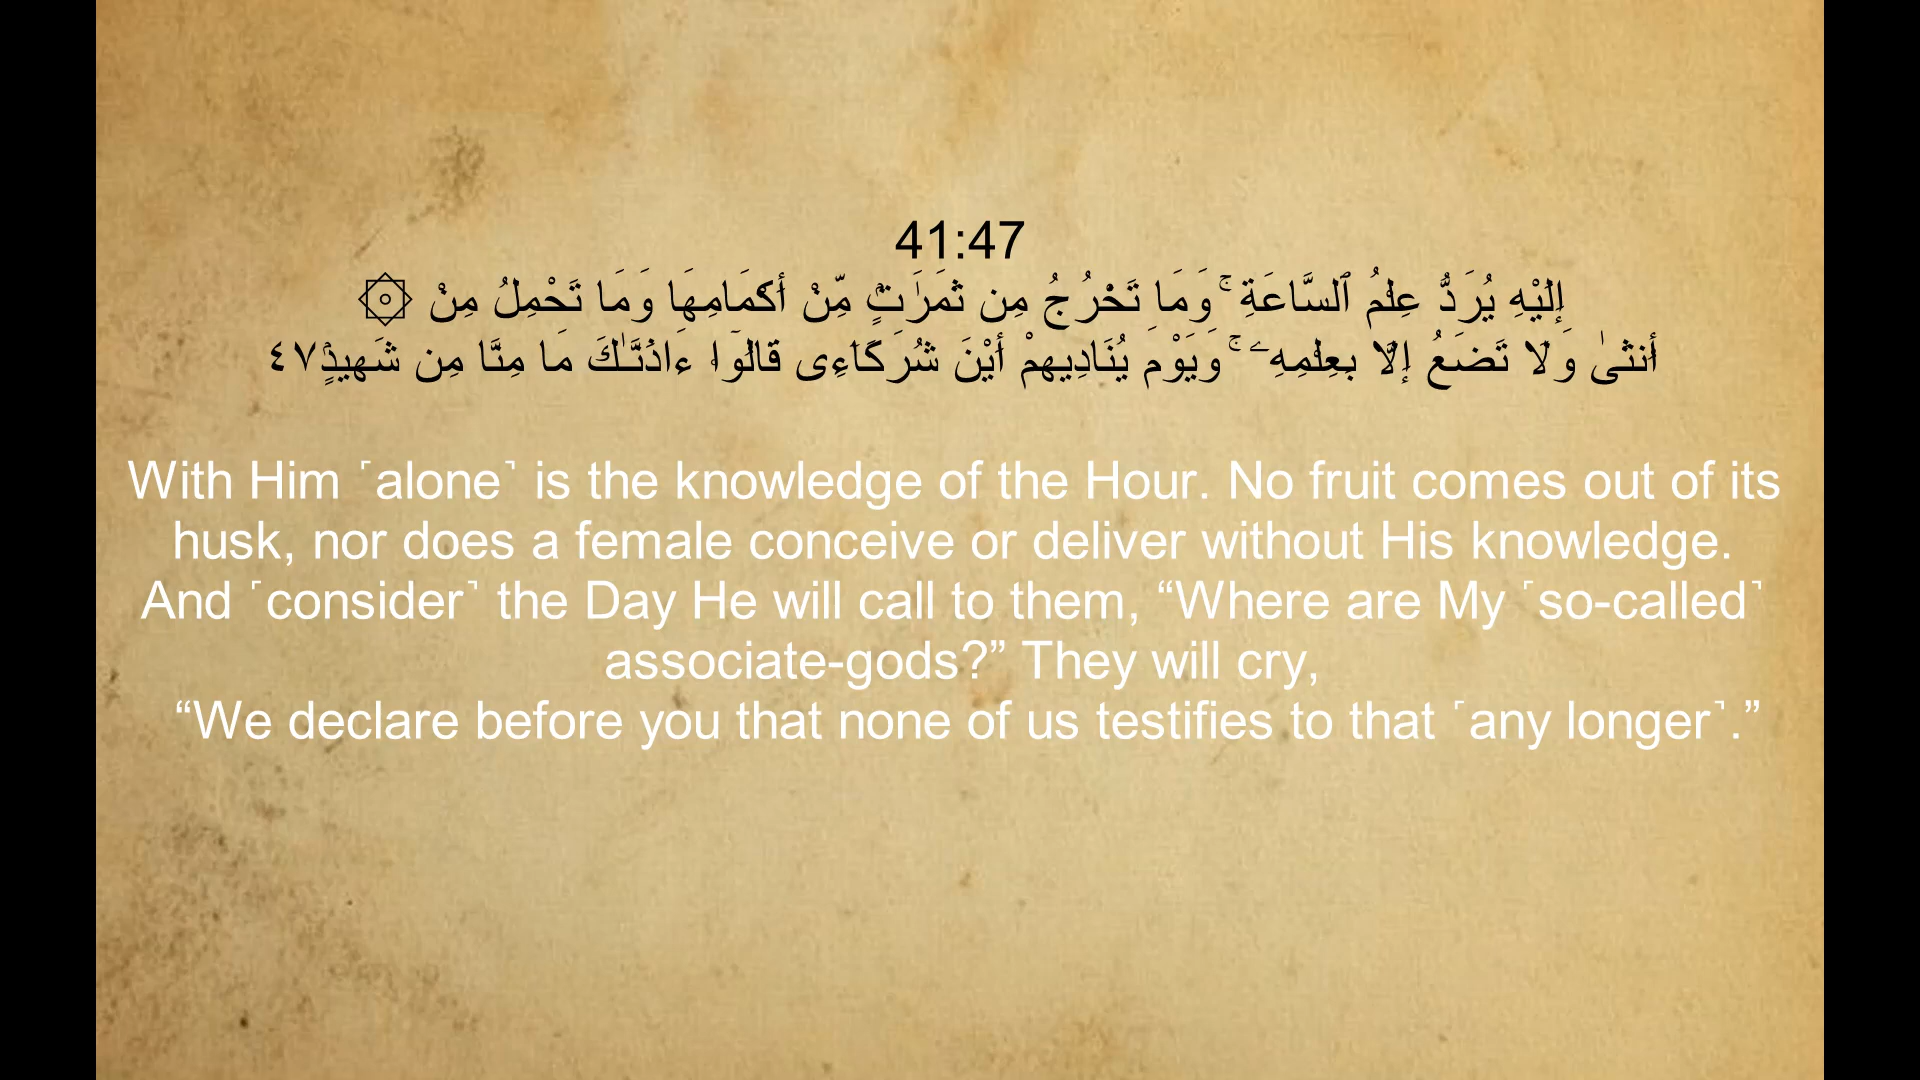 41:47
إِلَيْهِ يُرَدُّ عِلْمُ ٱلسَّاعَةِ ۚ وَمَا تَخْرُجُ مِن ثَمَرَٰتٍۢ مِّنْ أَكْمَامِهَا وَمَا تَحْمِلُ مِنْ ۞
أُنثَىٰ وَلَا تَضَعُ إِلَّا بِعِلْمِهِۦ ۚ وَيَوْمَ يُنَادِيهِمْ أَيْنَ شُرَكَآءِى قَالُوٓا۟ ءَاذَنَّـٰكَ مَا مِنَّا مِن شَهِيدٍۢ ٤٧
With Him ˹alone˺ is the knowledge of the Hour. No fruit comes out of its
husk, nor does a female conceive or deliver without His knowledge.
And ˹consider˺ the Day He will call to them, “Where are My ˹so-called˺
associate-gods?” They will cry,
“We declare before you that none of us testifies to that ˹any longer˺.”